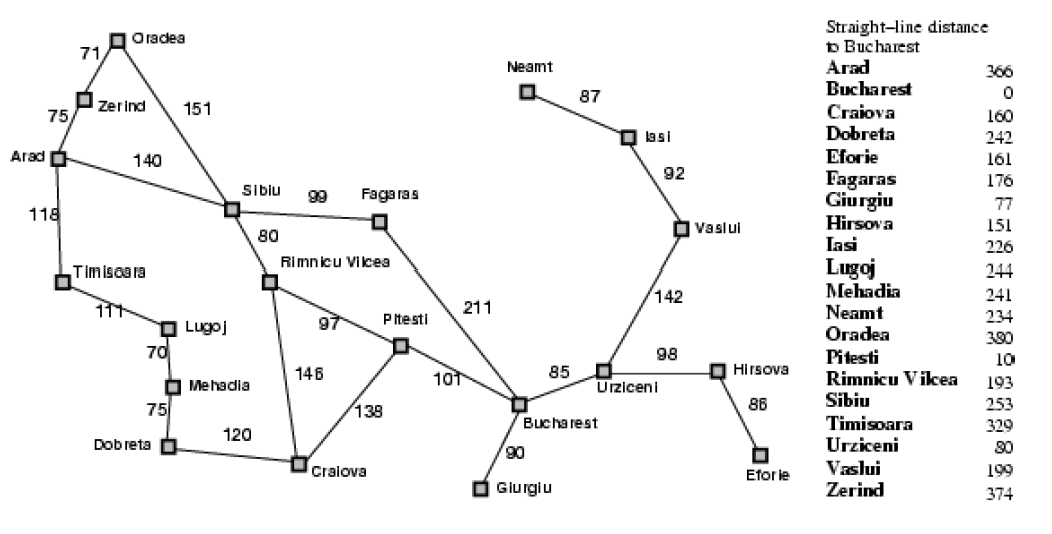 Oradea
71
Zerind
75
151
Arad
140
118
Sibiu
99
Fagaras
80
Rimnicu Vilcea
Timisoara
111
Lugoj
70
Mehadia
75
Dobreta
120
Craiova
146
97
Pitesti
138
101
211
Neamt
87
Iasi
92
Vaslui
142
85
98
Hirsova
Urziceni
86
Bucharest
90
Giurgiu
Eforie
Straight–line distance
to Bucharest
Arad 366
Bucharest 0
Craiova 160
Dobreta 242
Eforie 161
Fagaras 176
Giurgiu 77
Hirsova 151
Iasi 226
Lugoj 244
Mehadia 241
Neamt 234
Oradea 380
Pitesti 10
Rimnicu Vilcea 193
Sibiu 253
Timisoara 329
Urziceni 80
Vaslui 199
Zerind 374